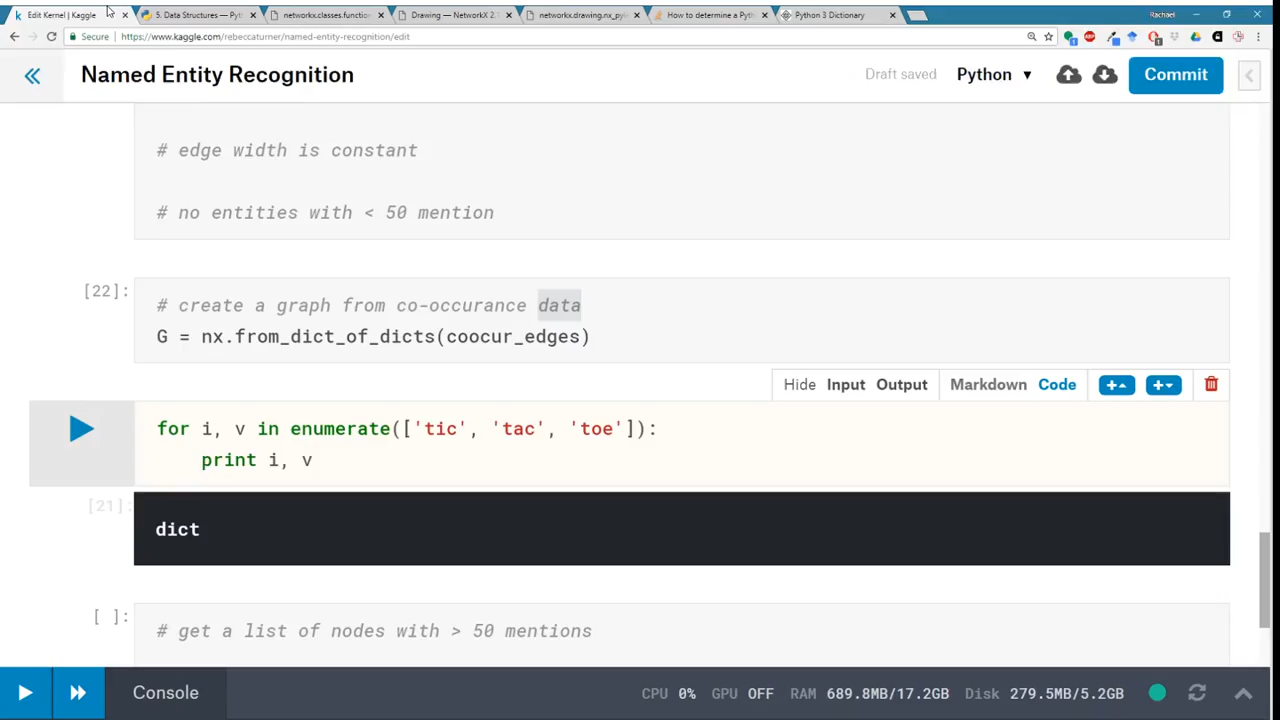 Edit Kernel | Kaggle
5. Data Structures — Pyth
networkx.classes.functio
Drawing — NetworkX 2.
networkx.drawing.nx_py
How to determine a Pyth
Python 3 Dictionary
Rachael
Secure https://www.kaggle.com/rebeccaturner/named-entity-recognition/edit
Named Entity Recognition
Draft saved
Python
Commit
# edge width is constant
# no entities with < 50 mention
[22]:
# create a graph from co-occurance data
G = nx.from_dict_of_dicts(coocur_edges)
Hide Input Output Markdown Code
for i, v in enumerate(['tic', 'tac', 'toe']):
print i, v
[21]:
dict
[ ]:
# get a list of nodes with > 50 mentions
Console
CPU 0% GPU OFF RAM 689.8MB/17.2GB Disk 279.5MB/5.2GB